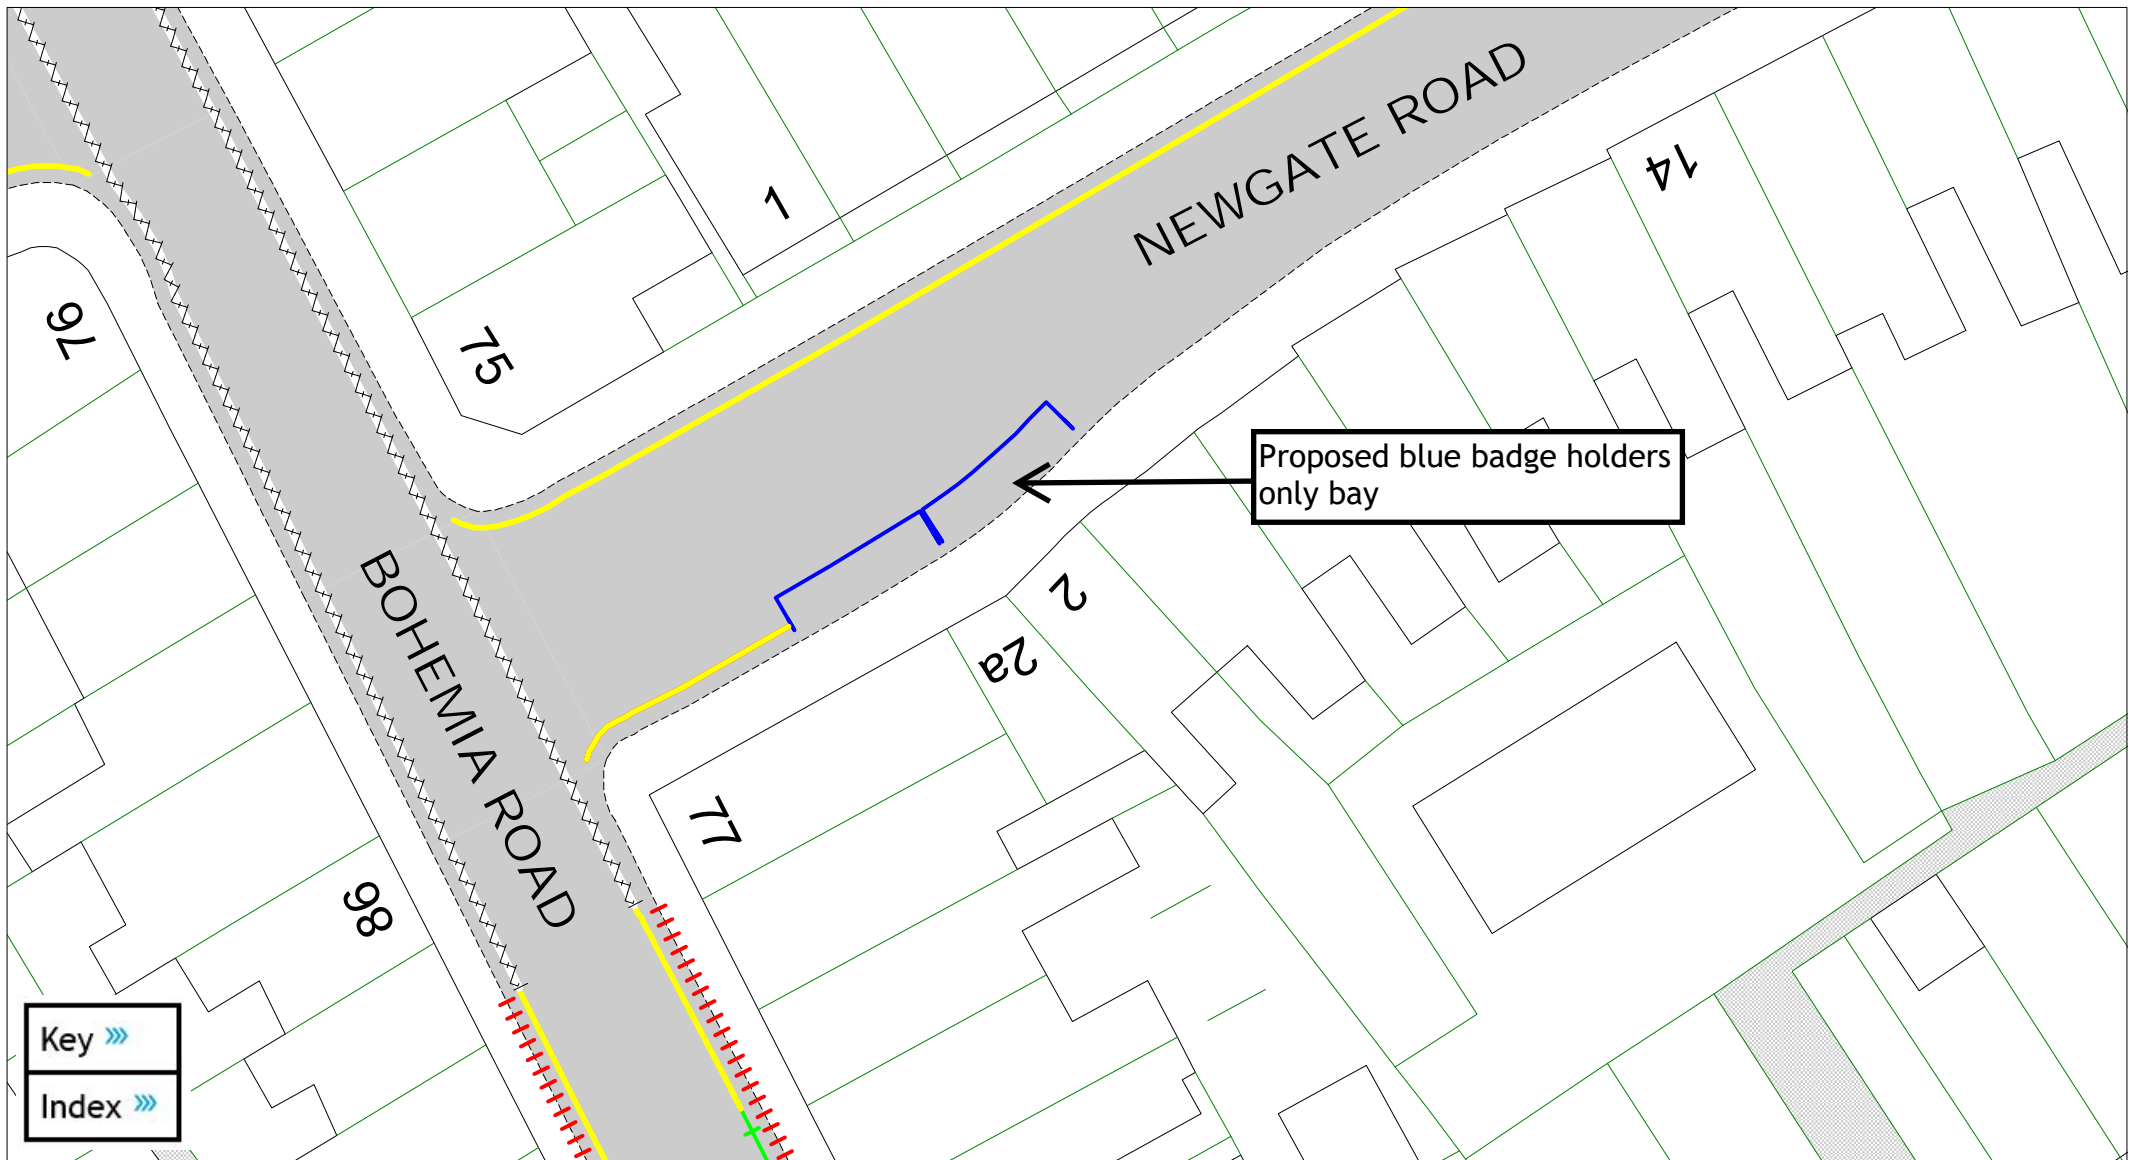 NEWGATE ROAD
14
1
76
75
Proposed blue badge holders
only bay
BOHEMIA ROAD
2
2a
77
98
Key »»
Index »»